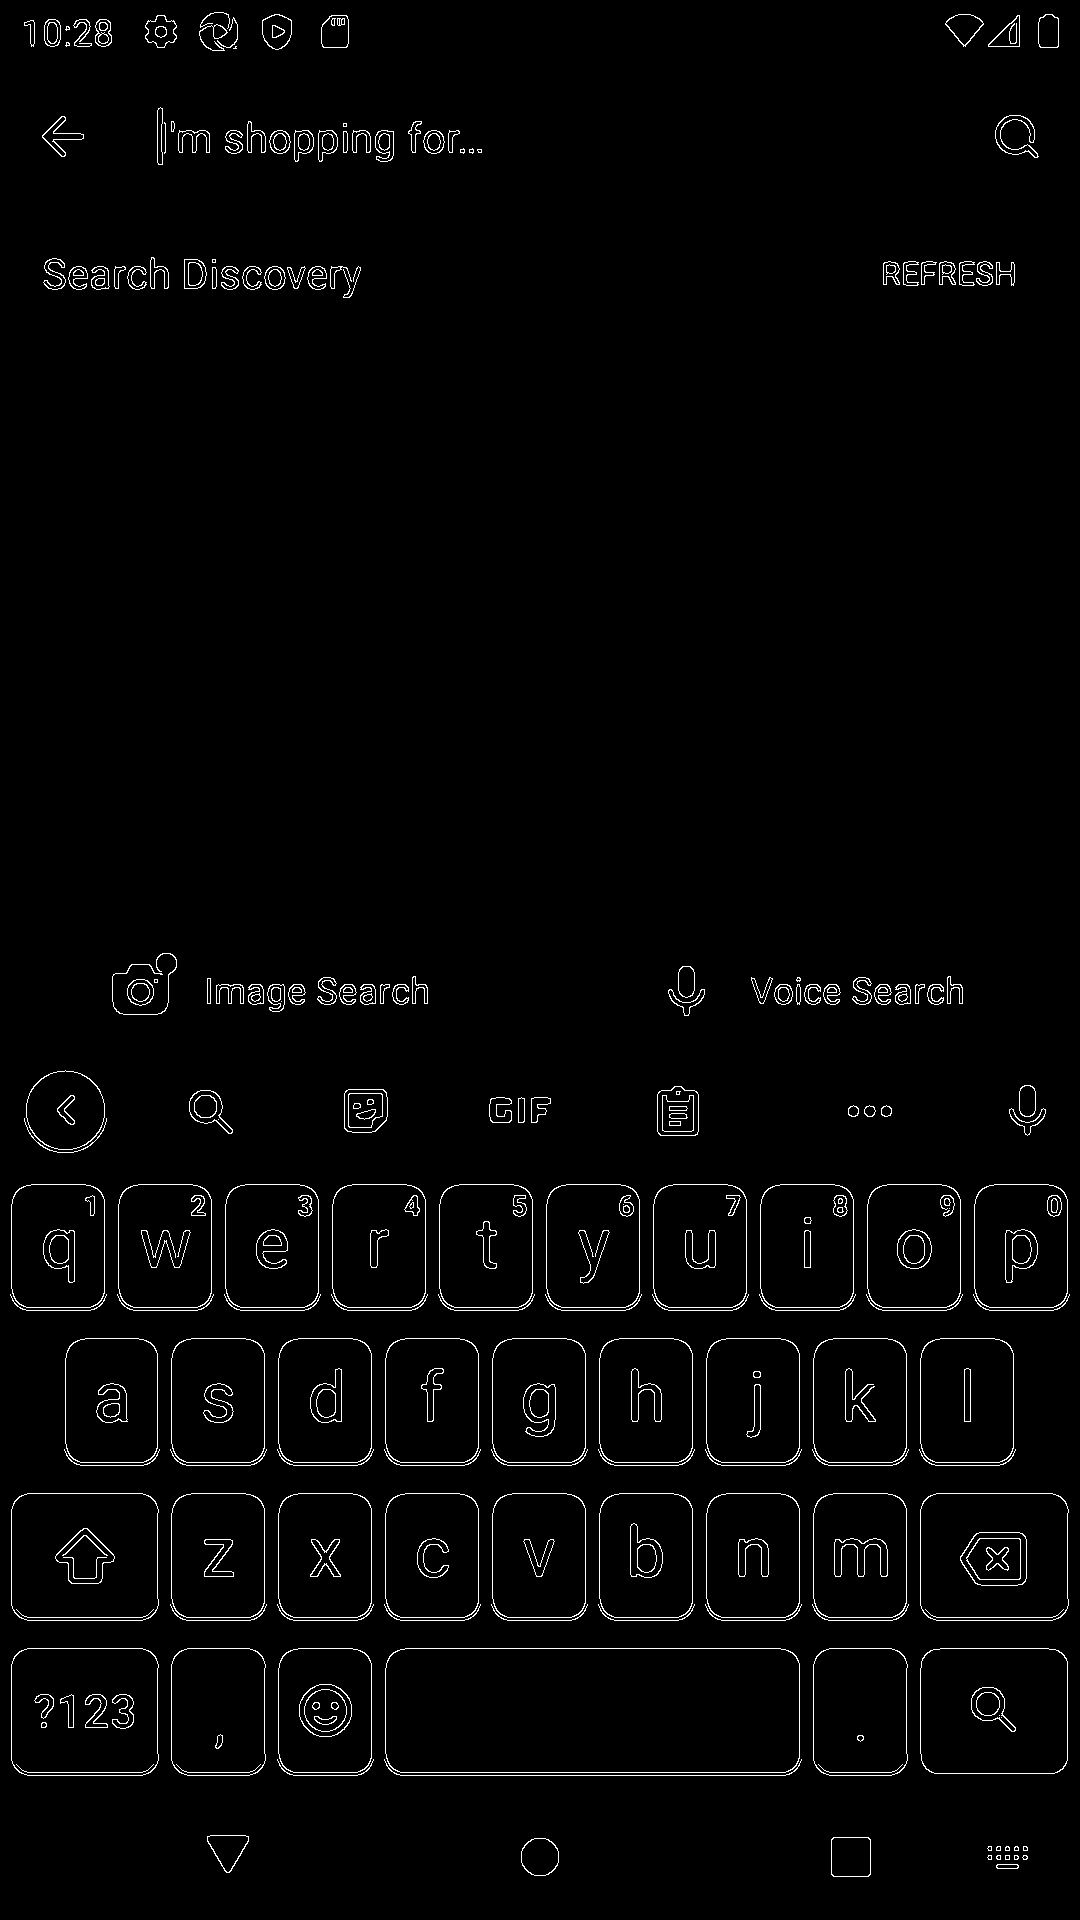 10:28
I'm shopping for...
Search Discovery REFRESH
Image Search Voice Search
GIF
1 2 3 4 5 6 7 8 9 0
q w e r t y u i o p
a s d f g h j k l
z x c v b n m
?123 , .